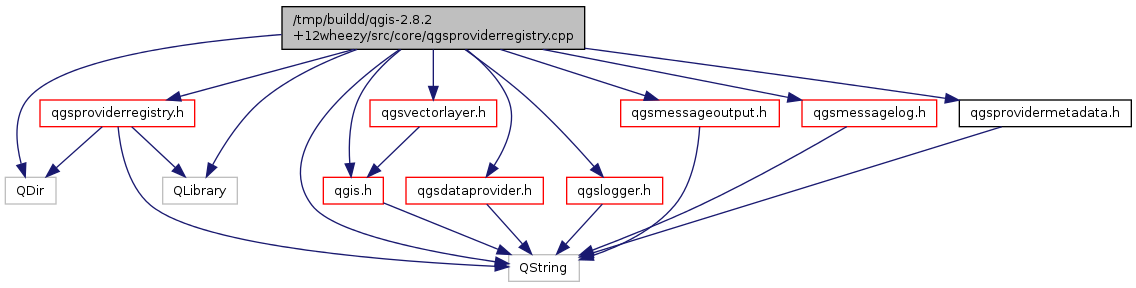 /tmp/buildd/qgis-2.8.2
+12wheezy/src/core/qgsproviderregistry.cpp
qgsproviderregistry.h
qgsvectorlayer.h
qgsmessageoutput.h
qgsmessagelog.h
qgsprovidermetadata.h
QDir
QLibrary
qgis.h
qgsdataprovider.h
qgslogger.h
QString